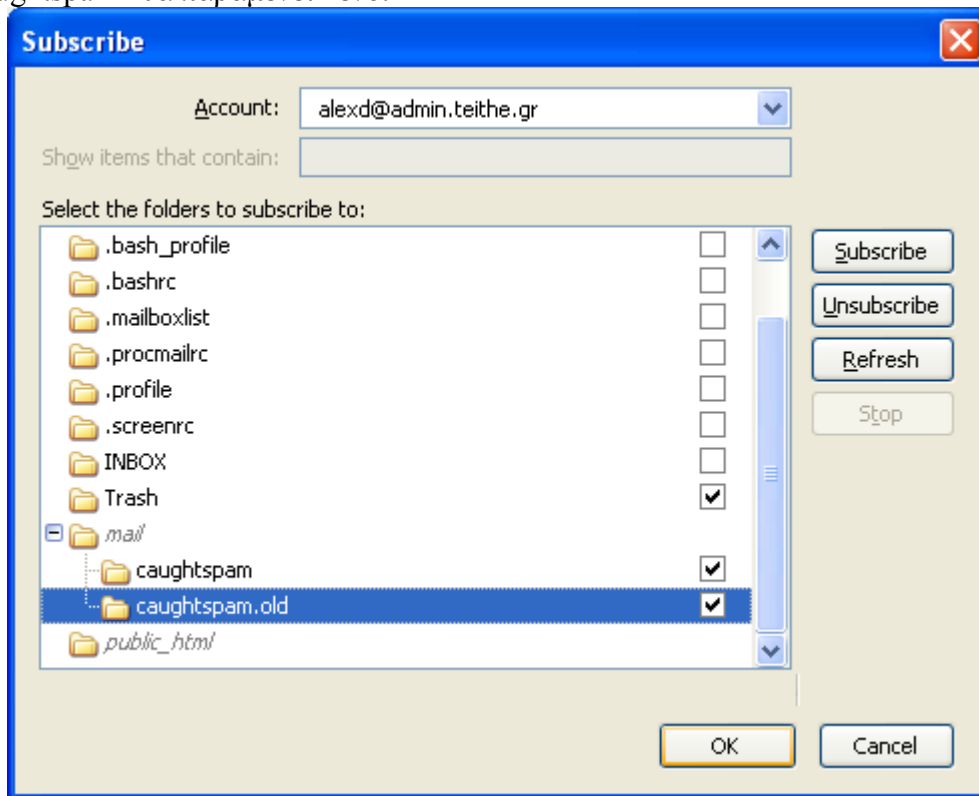 Subscribe
Account: alexd@admin.teithe.gr
Show items that contain:
Select the folders to subscribe to:
.bash_profile
.bashrc
.mailboxlist
.procmailrc
.profile
.screenrc
INBOX
Trash
mail
caughtspam
caughtspam.old
public_html
Subscribe
Unsubscribe
Refresh
Stop
OK
Cancel